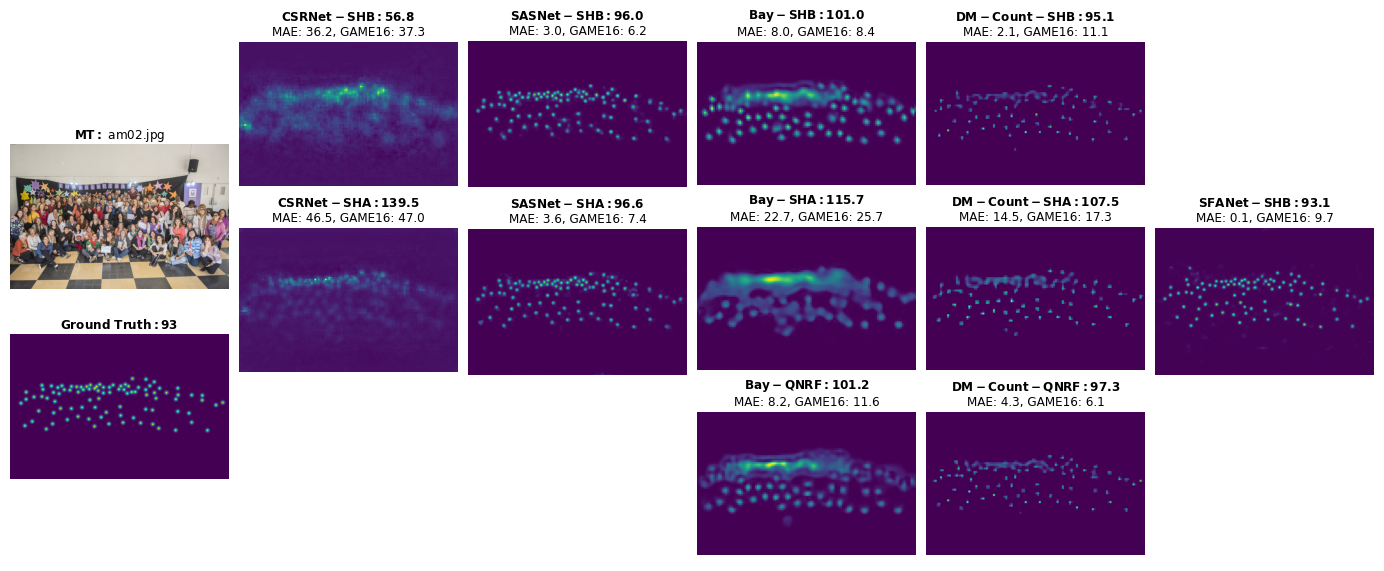 MT: am02.jpg
Ground Truth: 93
CSRNet-SHB: 56.8
MAE: 36.2, GAME16: 37.3
CSRNet-SHA: 139.5
MAE: 46.5, GAME16: 47.0
SASNet-SHB: 96.0
MAE: 3.0, GAME16: 6.2
SASNet-SHA: 96.6
MAE: 3.6, GAME16: 7.4
Bay-SHB: 101.0
MAE: 8.0, GAME16: 8.4
Bay-SHA: 115.7
MAE: 22.7, GAME16: 25.7
Bay-QNRF: 101.2
MAE: 8.2, GAME16: 11.6
DM-Count-SHB: 95.1
MAE: 2.1, GAME16: 11.1
DM-Count-SHA: 107.5
MAE: 14.5, GAME16: 17.3
DM-Count-QNRF: 97.3
MAE: 4.3, GAME16: 6.1
SFANet-SHB: 93.1
MAE: 0.1, GAME16: 9.7